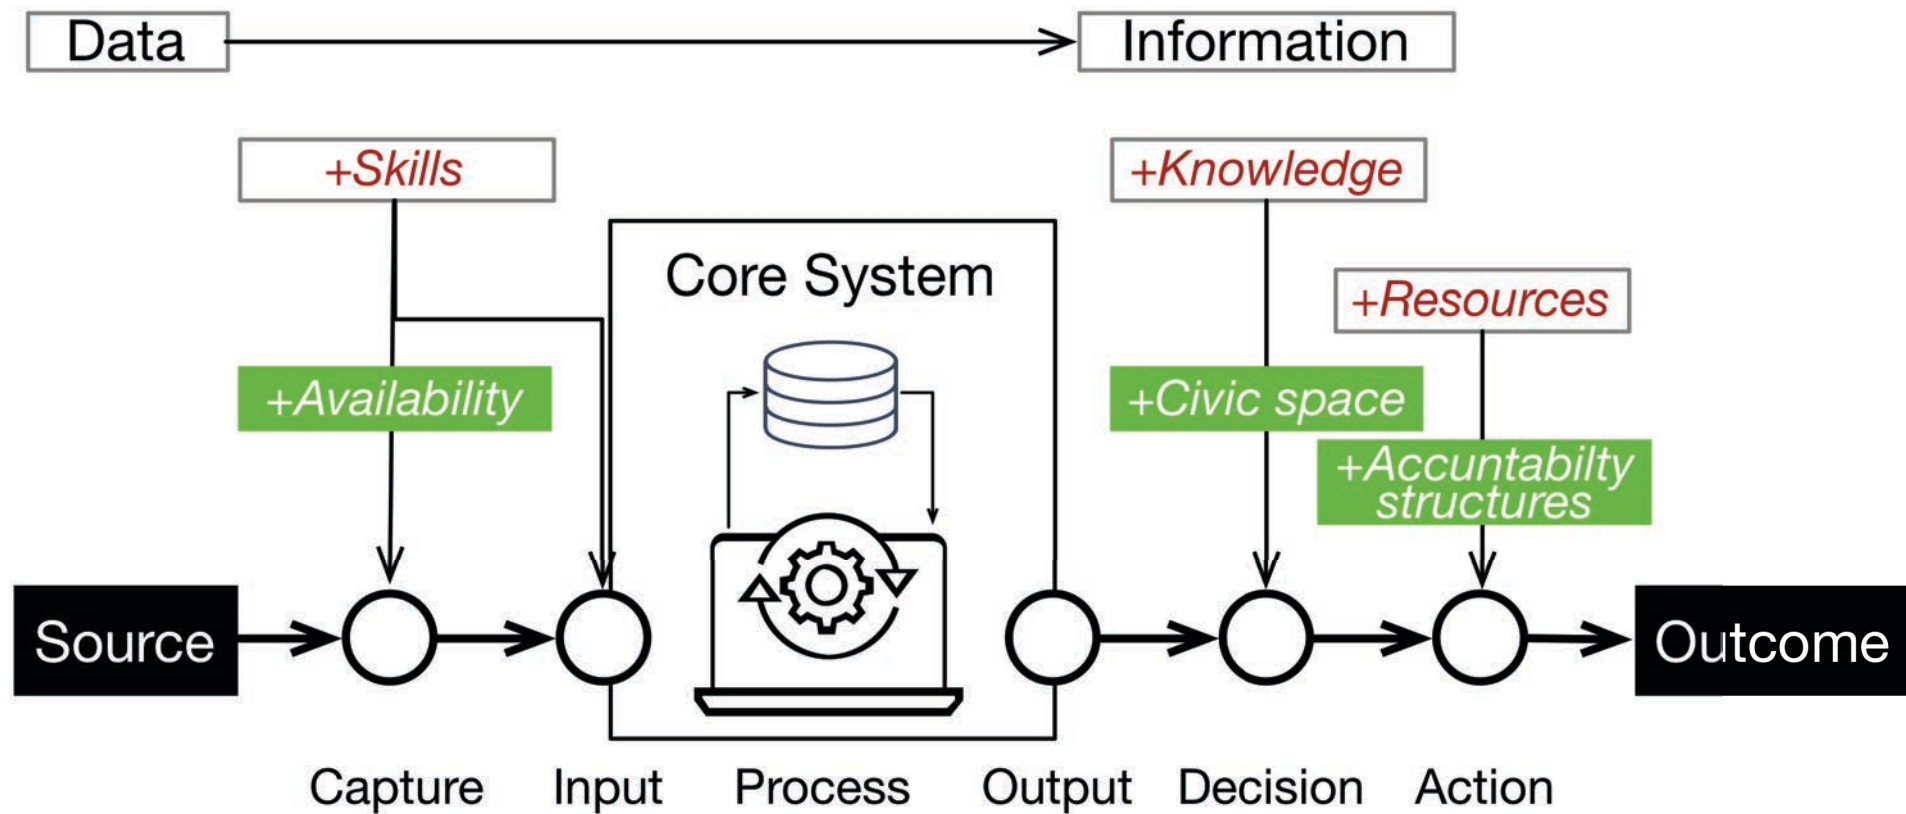 Data
Information
+Skills
+Knowledge
Core System
+Resources
+Availability
+Civic space
+Accuntabilty
structures
Source
Outcome
Capture
Input
Process
Output
Decision
Action